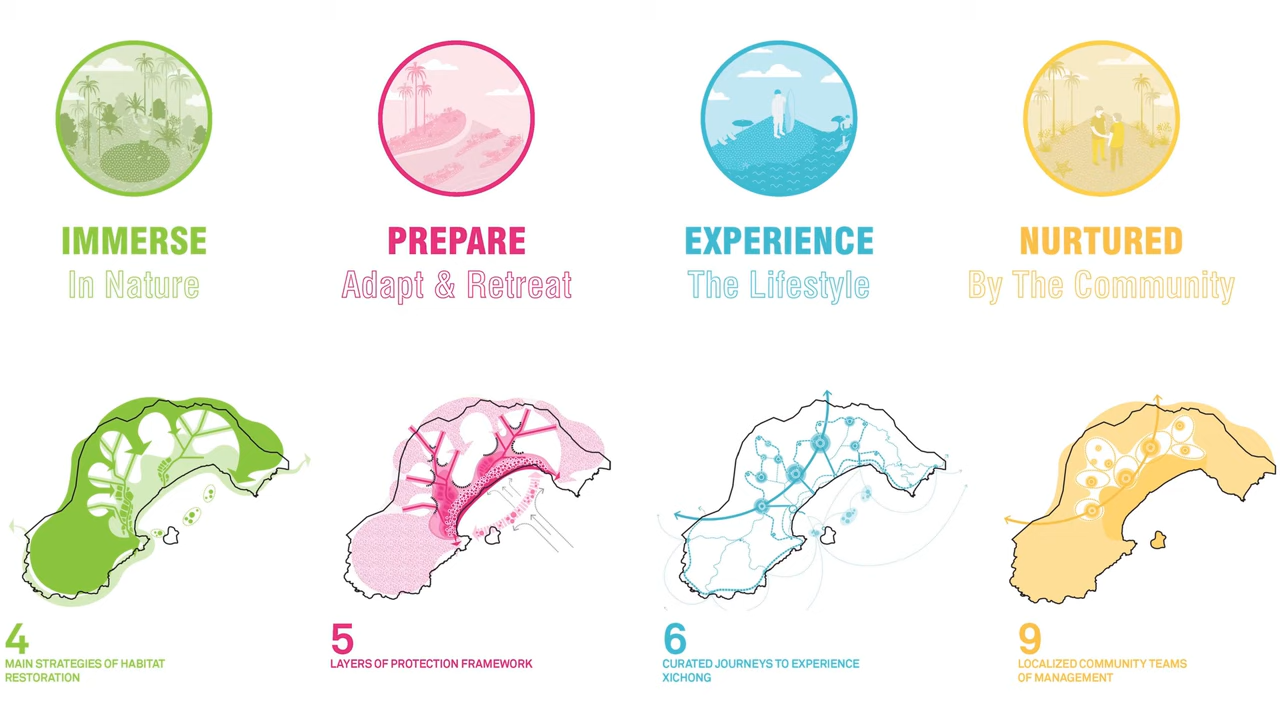 IMMERSE
In Nature
PREPARE
Adapt & Retreat
EXPERIENCE
The Lifestyle
NURTURED
By The Community
4
MAIN STRATEGIES OF HABITAT
RESTORATION
5
LAYERS OF PROTECTION FRAMEWORK
6
CURATED JOURNEYS TO EXPERIENCE
XICHONG
9
LOCALIZED COMMUNITY TEAMS
OF MANAGEMENT